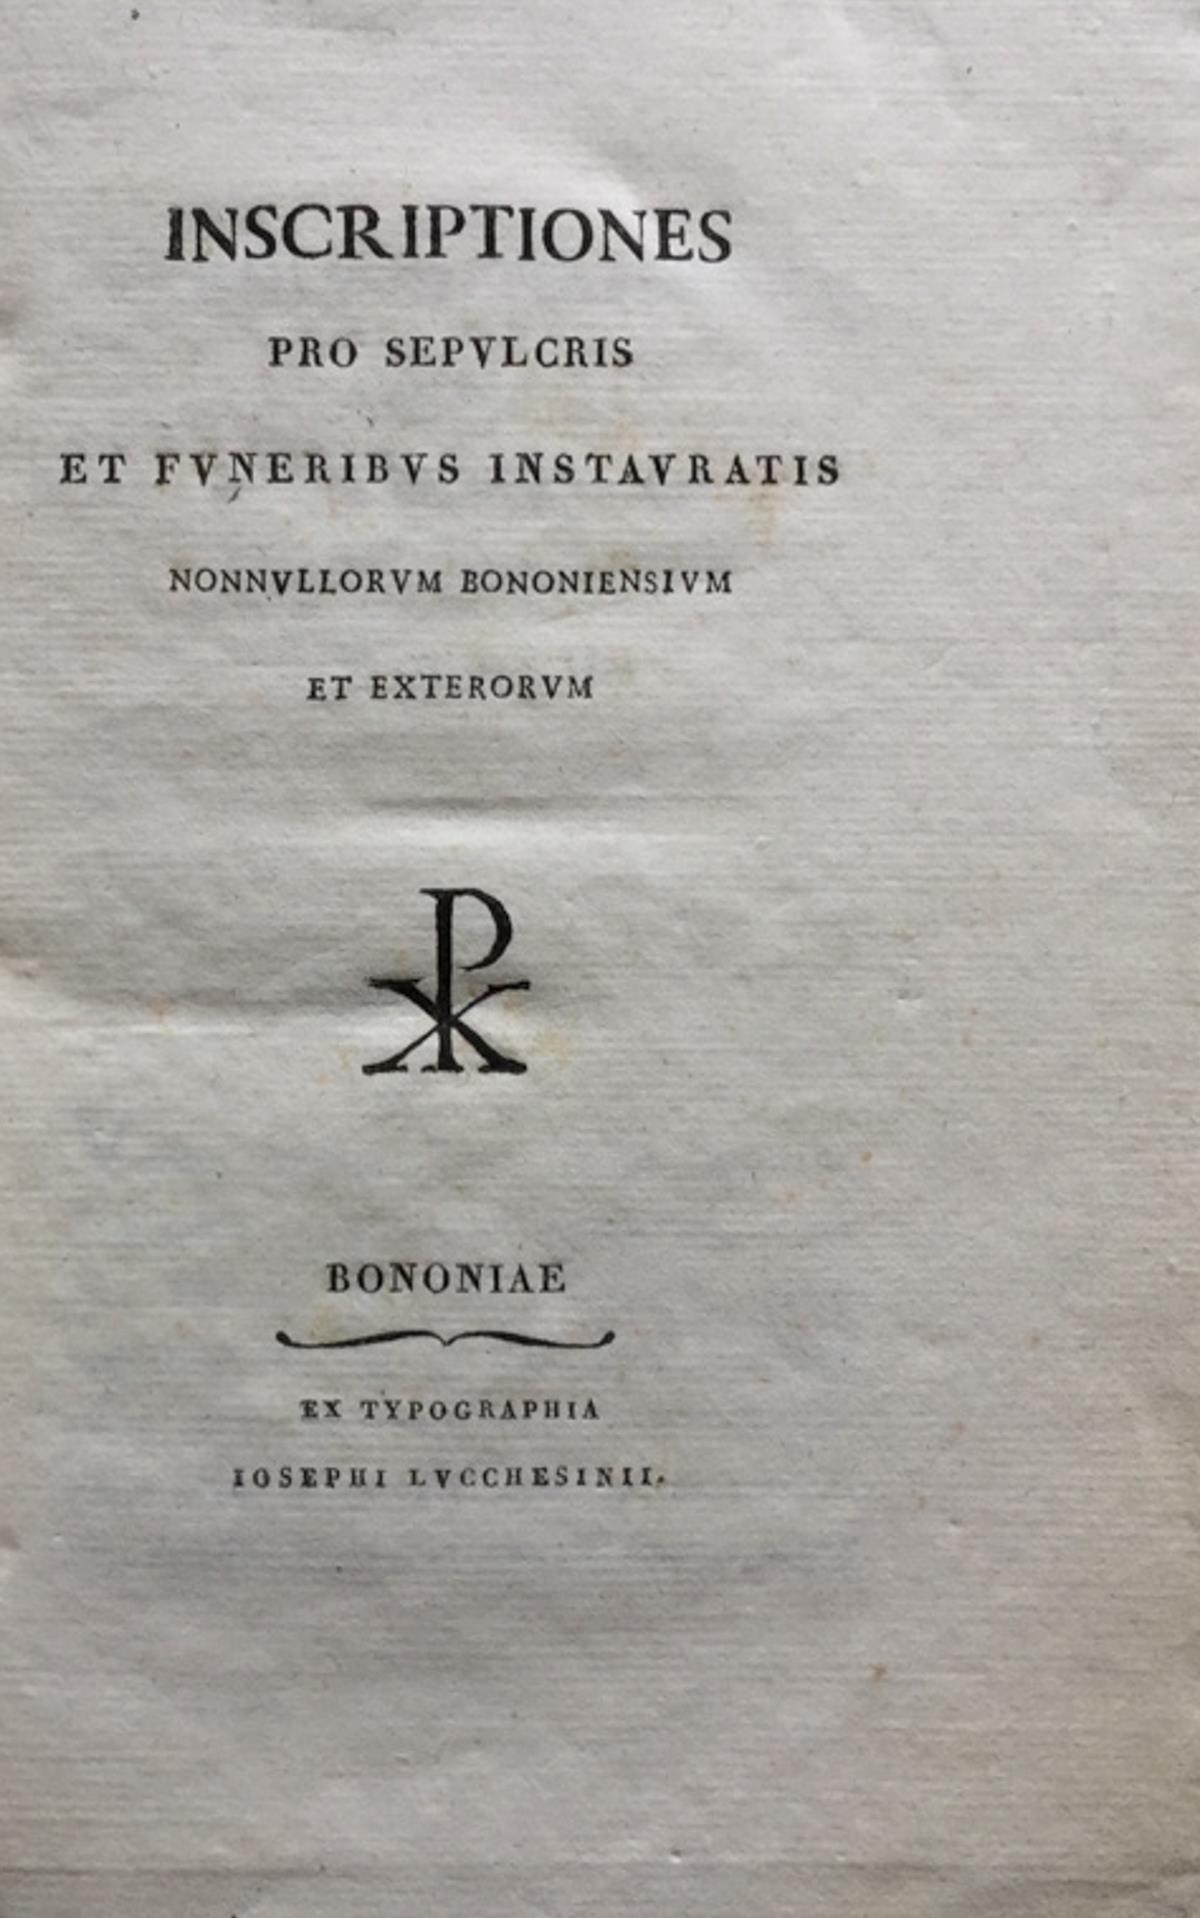 INSCRIPTIONES
PRO SEPVLCRIS
ET FVNERIBVS INSTAVRATIS
NONNVLLORVM BONONIENSIVM
ET EXTERORVM
☧
BONONIAE
EX TYPOGRAPHIA
IOSEPHI LVCCHESINII.